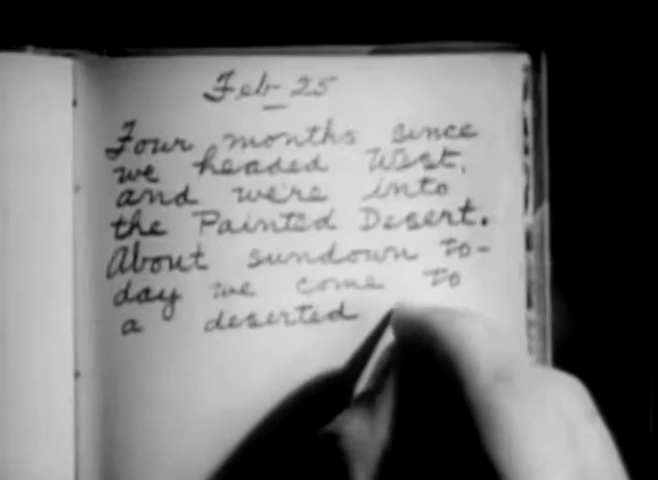 Feb- 25
Four months since
we headed West,
and we're into
the Painted Desert.
About sundown to-
day we come to
a deserted